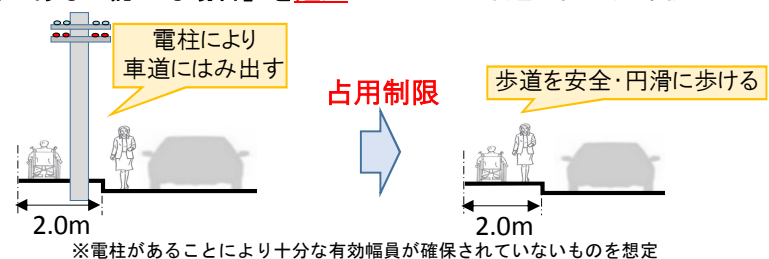 電柱により
車道にはみ出す
占用制限
歩道を安全・円滑に歩ける
2.0m
2.0m
※電柱があることにより十分な有効幅員が確保されていないものを想定